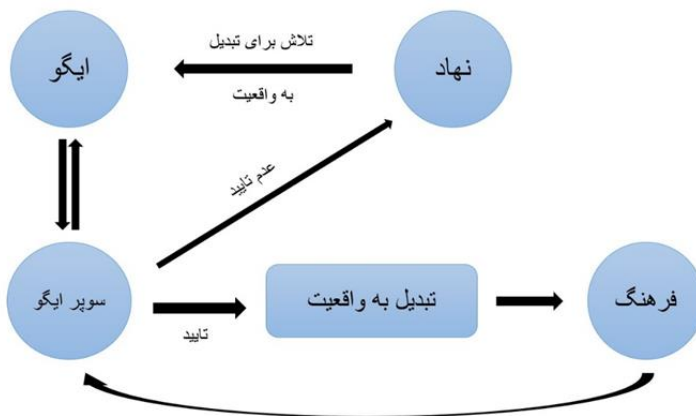 نهاد
تلاش برای تبدیل
به واقعیت
ایگو
عدم تایید
سوپر ایگو
تایید
تبدیل به واقعیت
فرهنگ